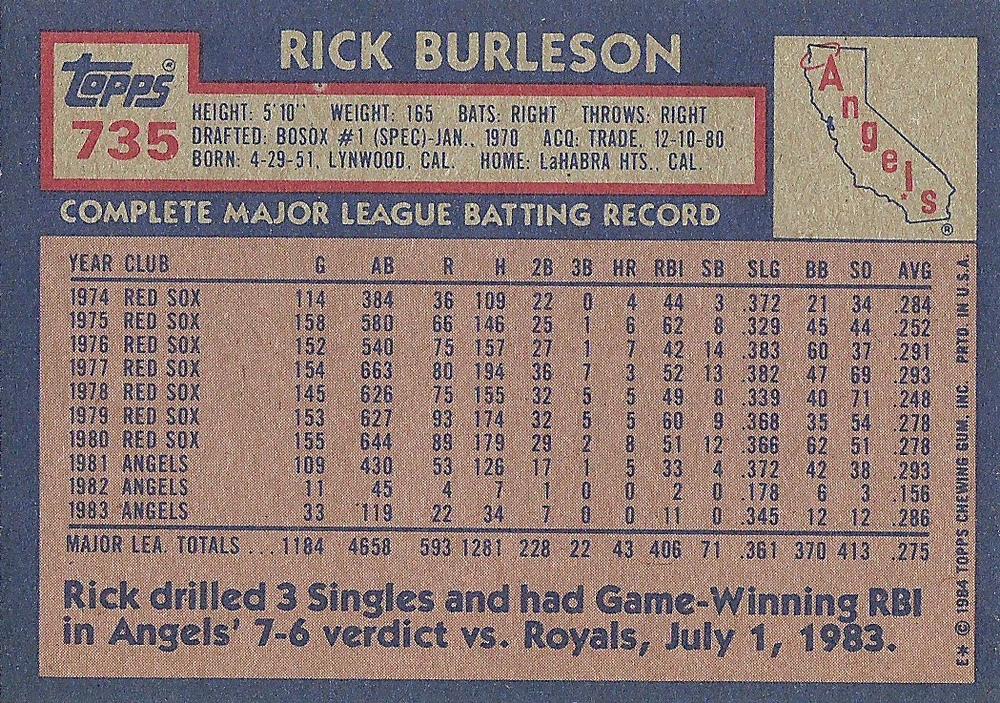 RICK BURLESON
Topps®
735
HEIGHT: 5'10" WEIGHT: 165 BATS: RIGHT THROWS: RIGHT
DRAFTED: BOSOX #1 (SPEC)-JAN., 1970 ACQ: TRADE, 12-10-80
BORN: 4-29-51, LYNWOOD, CAL. HOME: LaHABRA HTS., CAL.
Angels
®
COMPLETE MAJOR LEAGUE BATTING RECORD
YEAR CLUB G AB R H 2B 3B HR RBI SB SLG BB SO AVG
1974 RED SOX 114 384 36 109 22 0 4 44 3 .372 21 34 .284
1975 RED SOX 158 580 66 146 25 1 6 62 8 .329 45 44 .252
1976 RED SOX 152 540 75 157 27 1 7 42 14 .383 60 37 .291
1977 RED SOX 154 663 80 194 36 7 3 52 13 .382 47 69 .293
1978 RED SOX 145 626 75 155 32 5 5 49 8 .339 40 71 .248
1979 RED SOX 153 627 93 174 32 5 5 60 9 .368 35 54 .278
1980 RED SOX 155 644 89 179 29 2 8 51 12 .366 62 51 .278
1981 ANGELS 109 430 53 126 17 1 5 33 4 .372 42 38 .293
1982 ANGELS 11 45 4 7 1 0 0 2 0 .178 6 3 .156
1983 ANGELS 33 119 22 34 7 0 0 11 0 .345 12 12 .286
MAJOR LEA. TOTALS ... 1184 4658 593 1281 228 22 43 406 71 .361 370 413 .275
Rick drilled 3 Singles and had Game-Winning RBI
in Angels' 7-6 verdict vs. Royals, July 1, 1983.
E* © 1984 TOPPS CHEWING GUM, INC. PRTD. IN U.S.A.